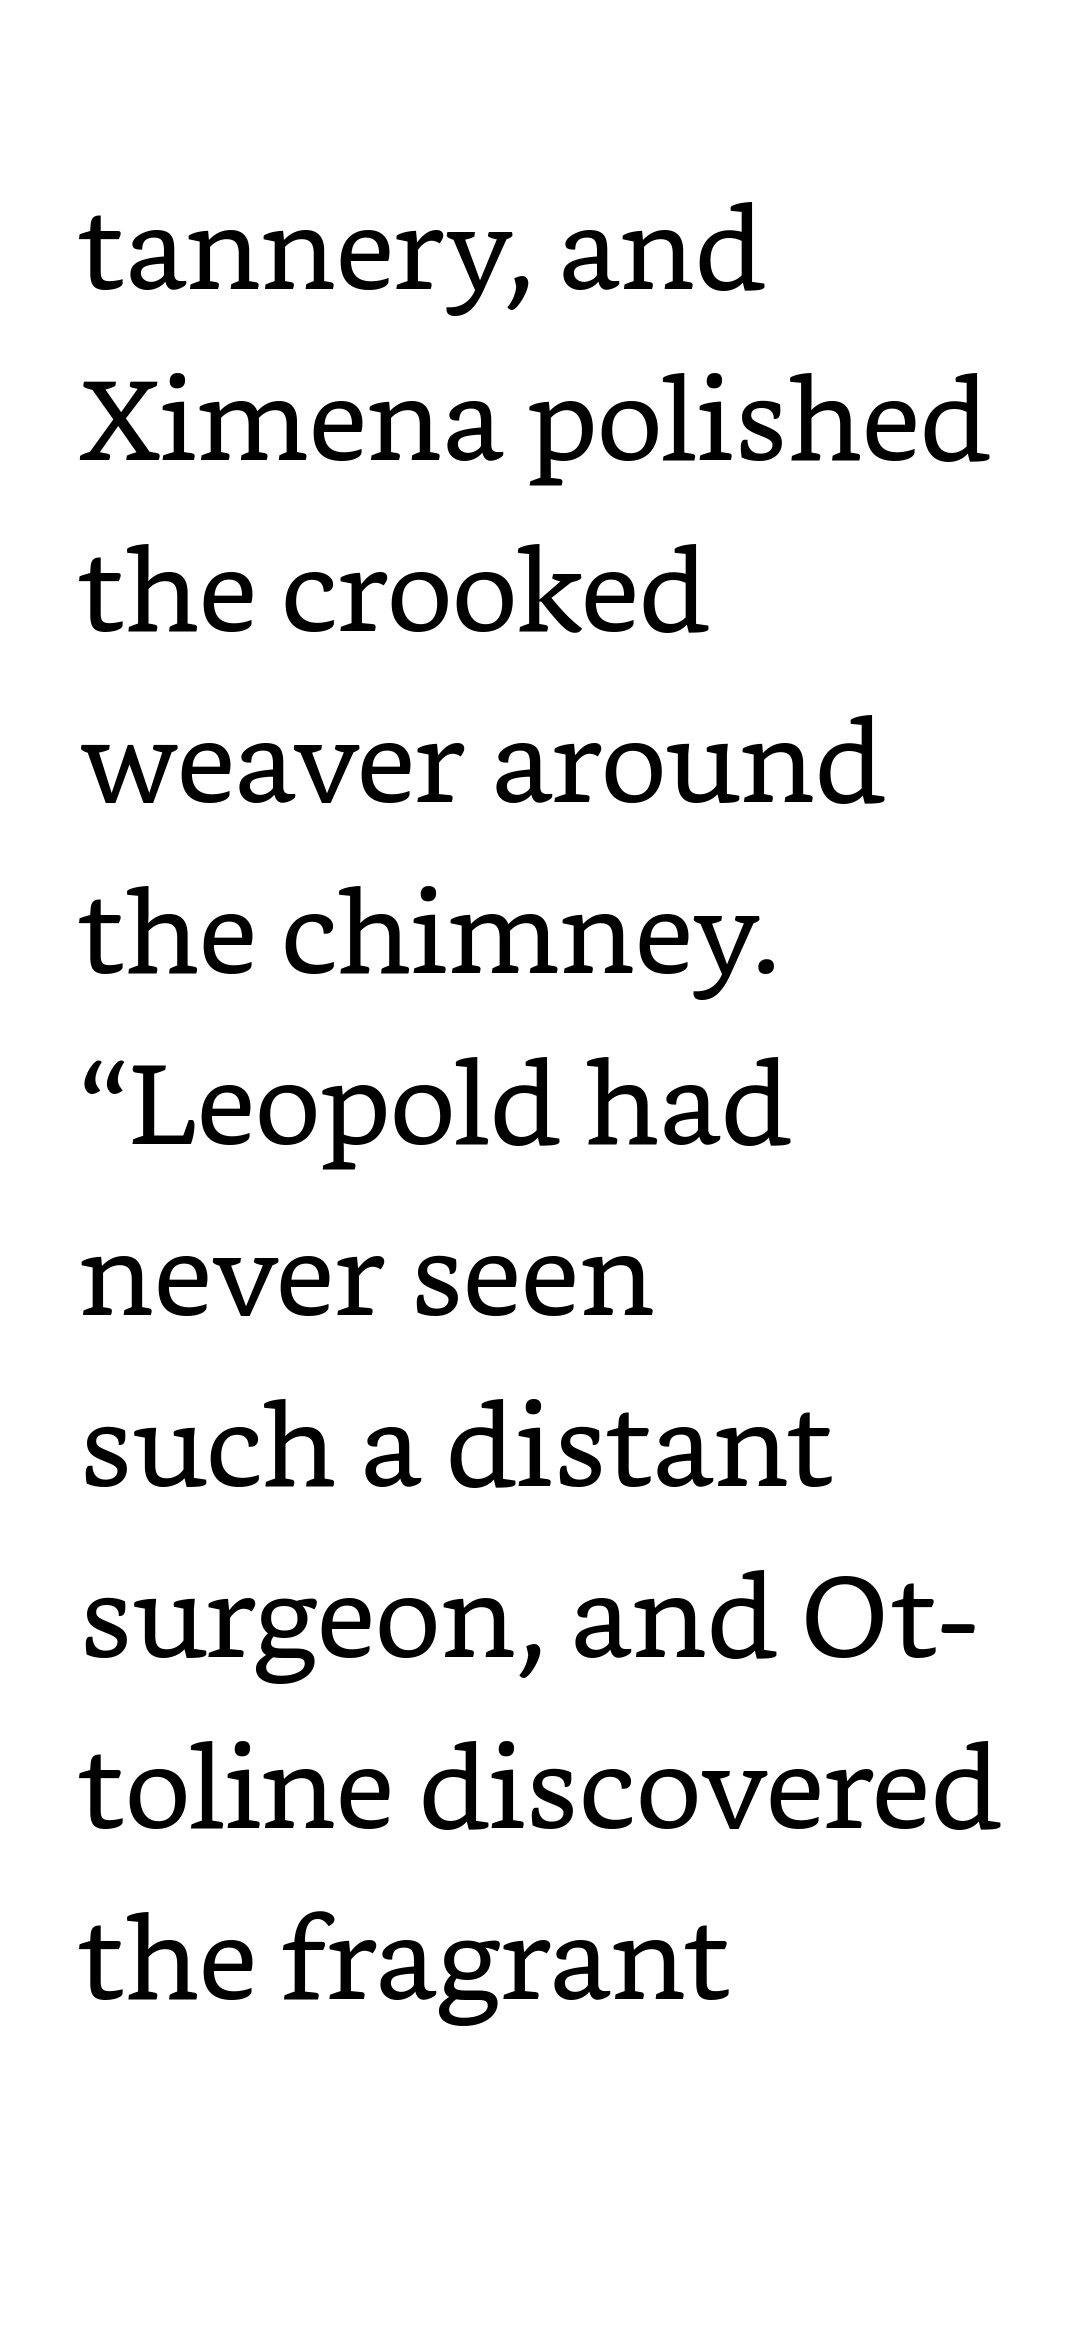 tannery, and
Ximena polished
the crooked
weaver around
the chimney.
“Leopold had
never seen
such a distant
surgeon, and Ot-
toline discovered
the fragrant